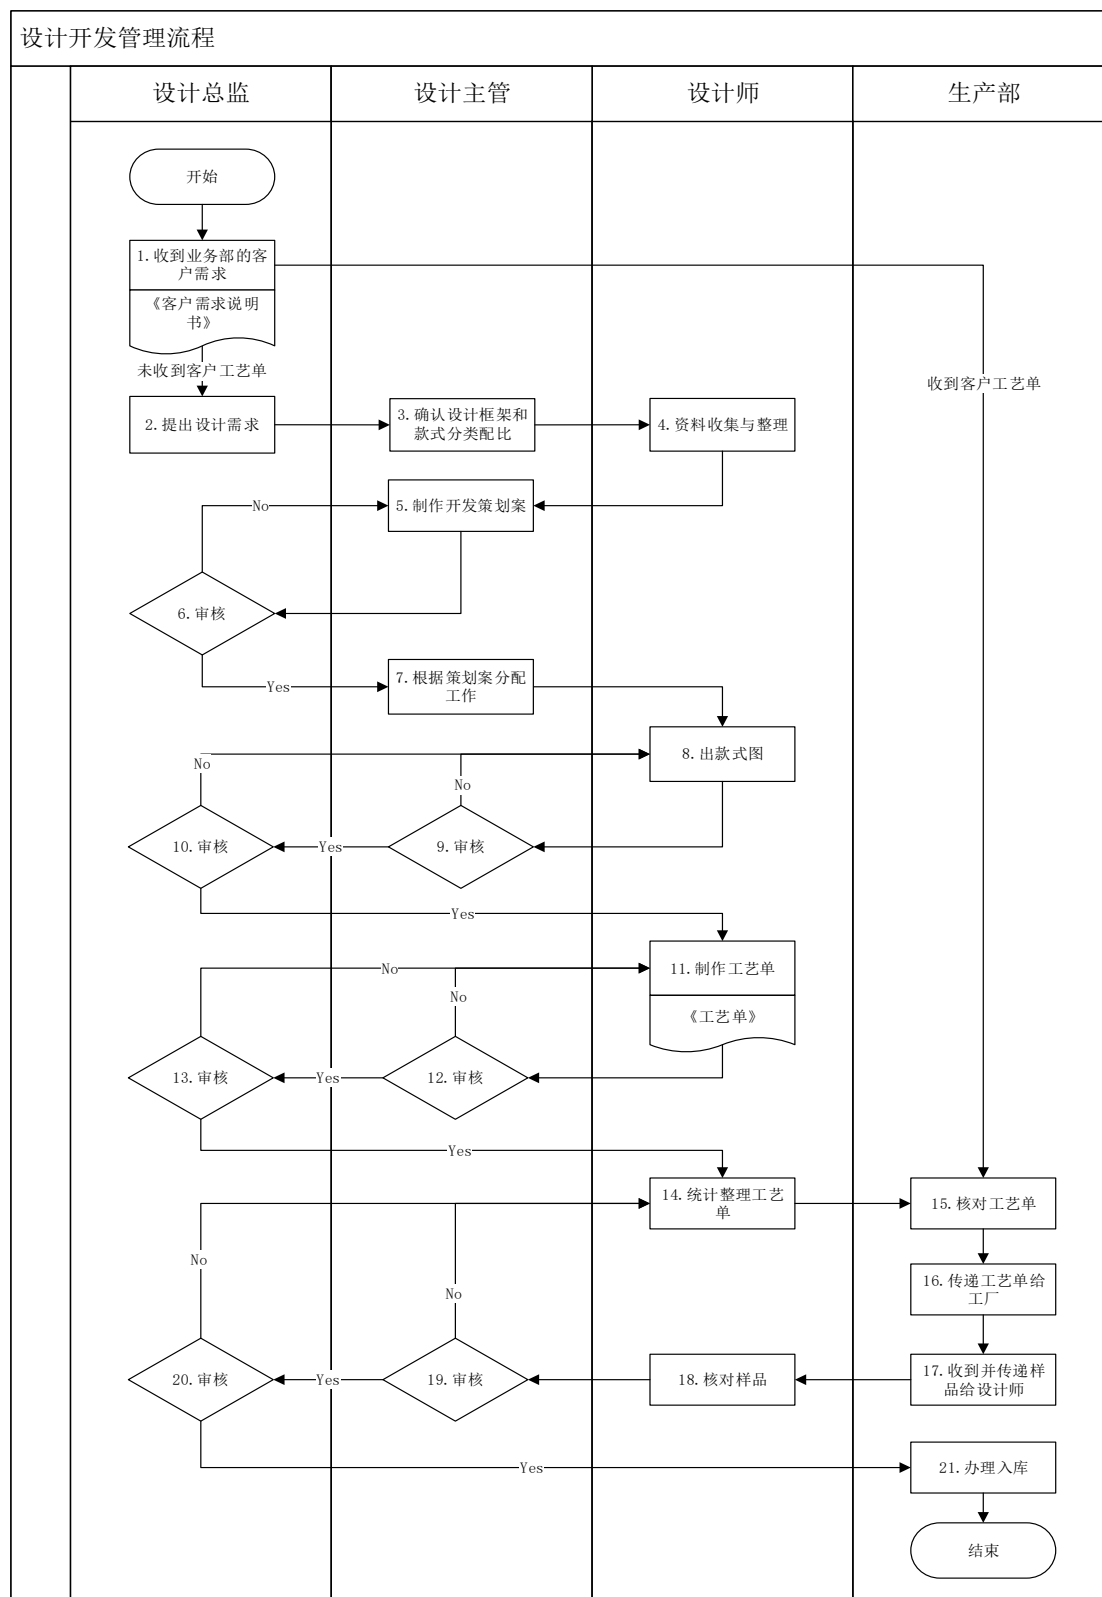 设计开发管理流程
设计总监
设计主管
设计师
生产部
开始
1.收到业务部的客
户需求
《客户需求说明
书》
未收到客户工艺单
收到客户工艺单
2.提出设计需求
3.确认设计框架和
款式分类配比
4.资料收集与整理
No
5.制作开发策划案
6.审核
Yes
7.根据策划案分配
工作
8.出款式图
No
No
10.审核
Yes
9.审核
Yes
11.制作工艺单
《工艺单》
No
No
13.审核
Yes
12.审核
Yes
14.统计整理工艺
单
15.核对工艺单
No
No
16.传递工艺单给
工厂
20.审核
Yes
19.审核
18.核对样品
17.收到并传递样
品给设计师
Yes
21.办理入库
结束